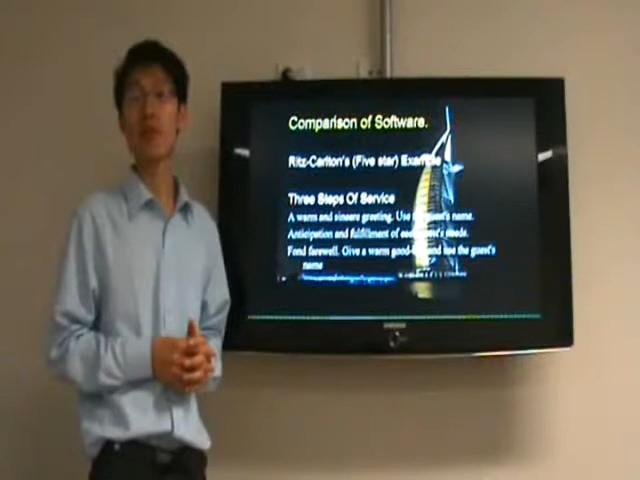 Comparison of Software.
Ritz-Carlton's (Five star) Example
Three Steps Of Service
A warm and sincere greeting. Use the guest's name.
Anticipation and fulfillment of each guest's needs.
Fond farewell. Give a warm good-bye and use the guest's
name
SAMSUNG